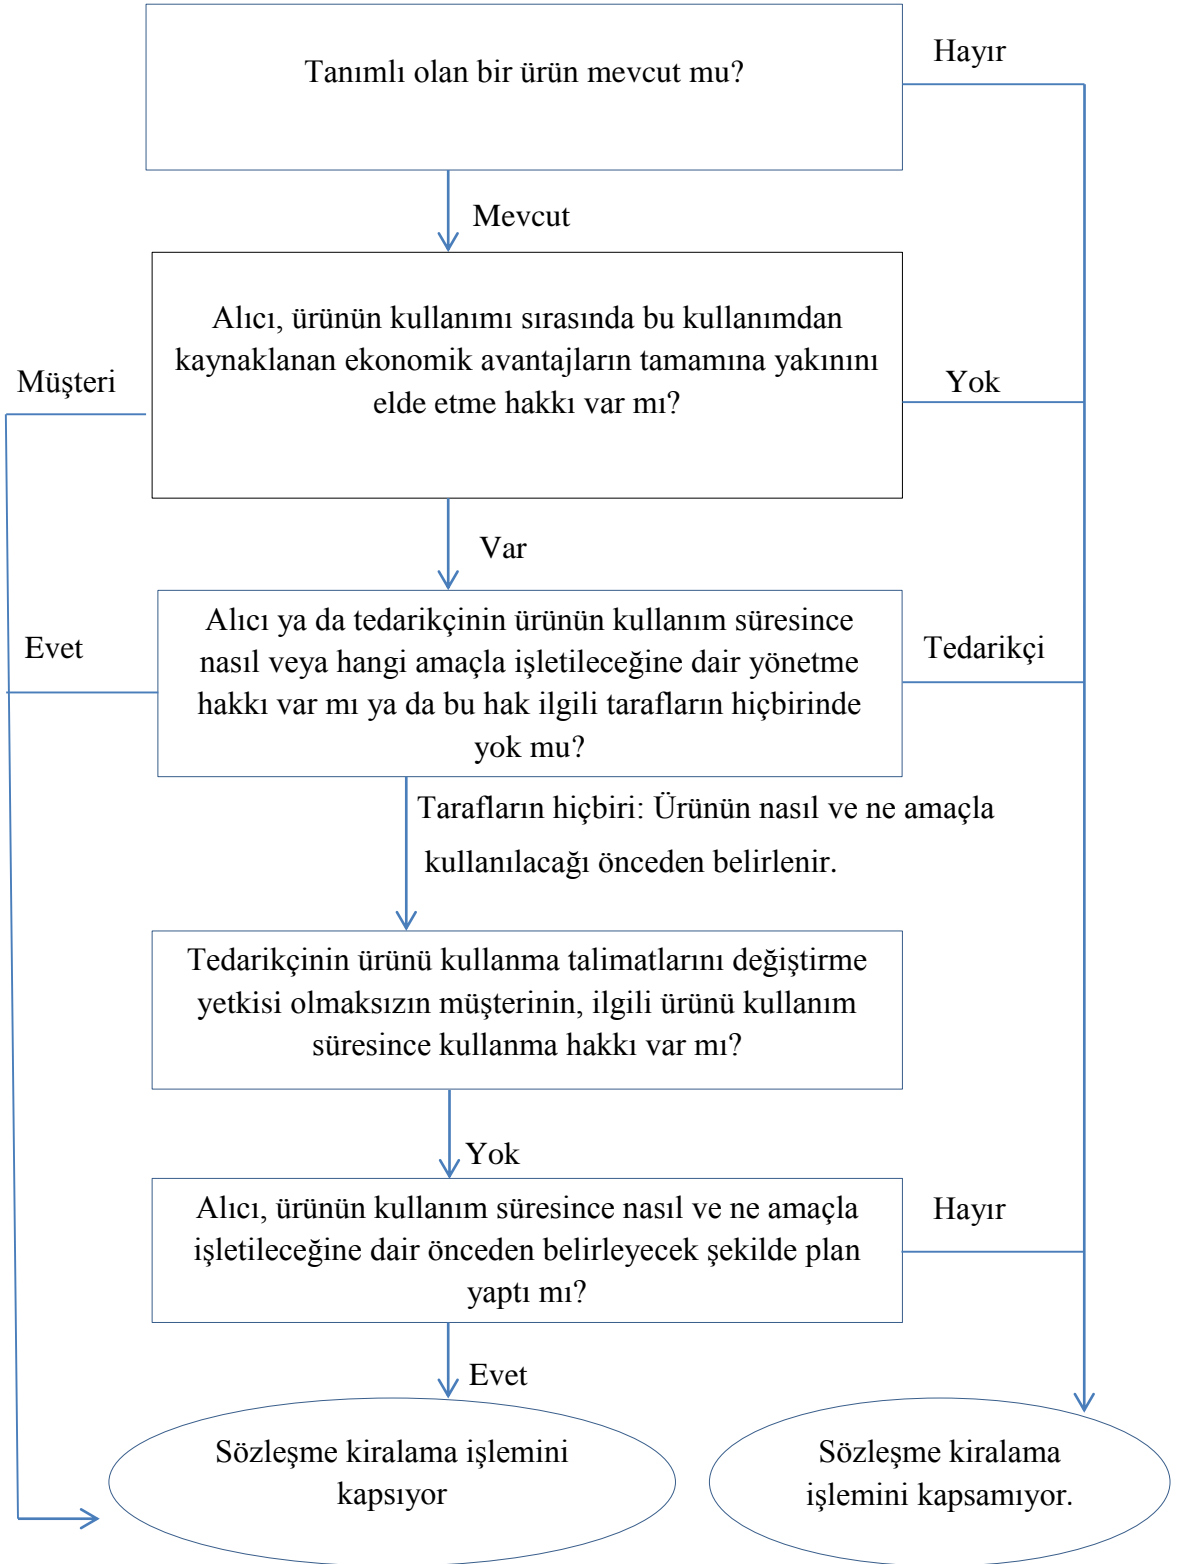 Tanımlı olan bir ürün mevcut mu?
Hayır
Mevcut
Alıcı, ürünün kullanımı sırasında bu kullanımdan
kaynaklanan ekonomik avantajların tamamına yakınını
elde etme hakkı var mı?
Müşteri
Yok
Var
Alıcı ya da tedarikçinin ürünün kullanım süresince
nasıl veya hangi amaçla işletileceğine dair yönetme
hakkı var mı ya da bu hak ilgili tarafların hiçbirinde
yok mu?
Evet
Tedarikçi
Tarafların hiçbiri: Ürünün nasıl ve ne amaçla
kullanılacağı önceden belirlenir.
Tedarikçinin ürünü kullanma talimatlarını değiştirme
yetkisi olmaksızın müşterinin, ilgili ürünü kullanım
süresince kullanma hakkı var mı?
Yok
Alıcı, ürünün kullanım süresince nasıl ve ne amaçla
işletileceğine dair önceden belirleyecek şekilde plan
yaptı mı?
Hayır
Evet
Sözleşme kiralama işlemini
kapsıyor
Sözleşme kiralama
işlemini kapsamıyor.